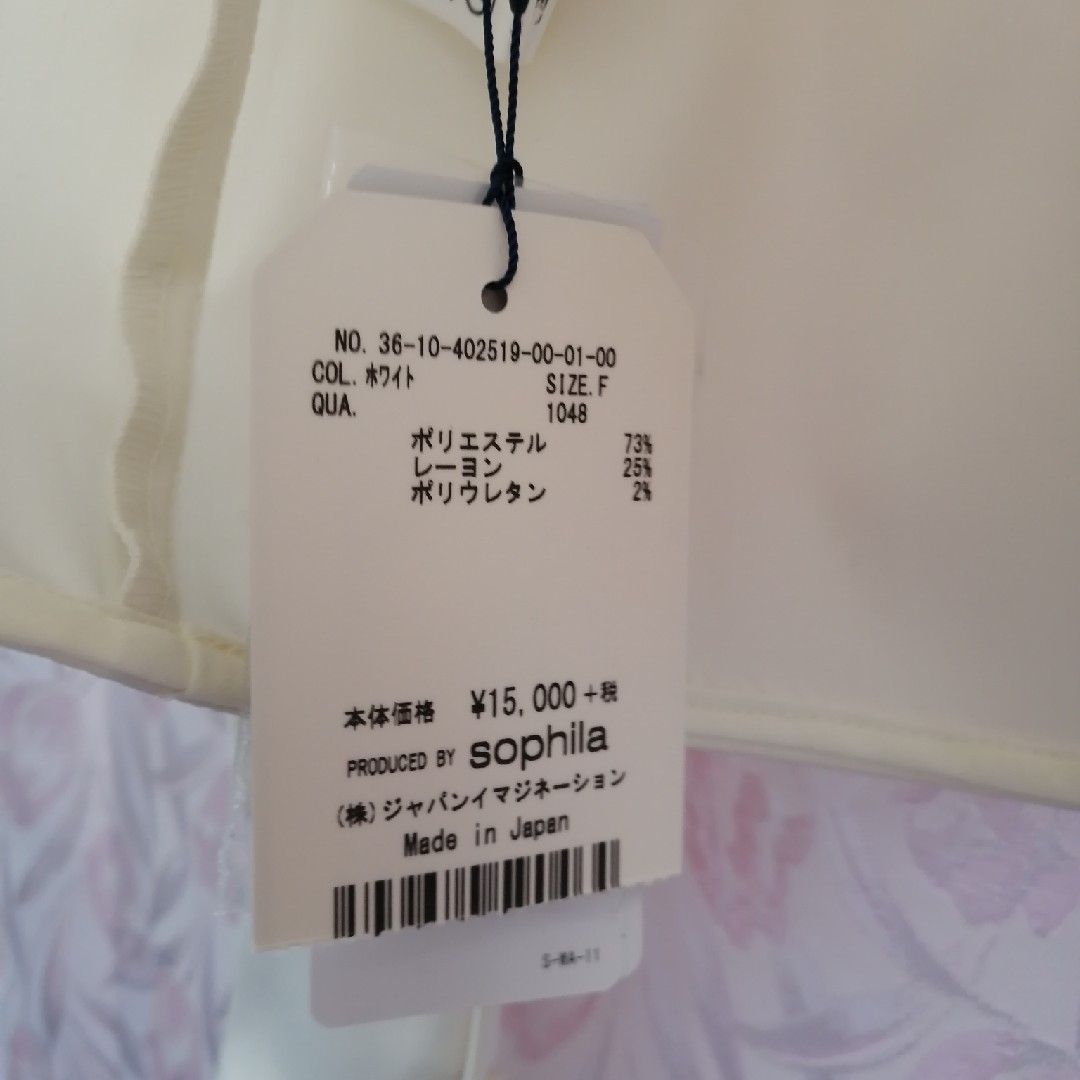 NO. 36-10-402519-00-01-00
COL. ホワイト SIZE. F
QUA. 1048
ポリエステル 73%
レーヨン 25%
ポリウレタン 2%
本体価格 ¥15,000+税
PRODUCED BY sophila
(株)ジャパンイマジネーション
Made in Japan
S-WA-11